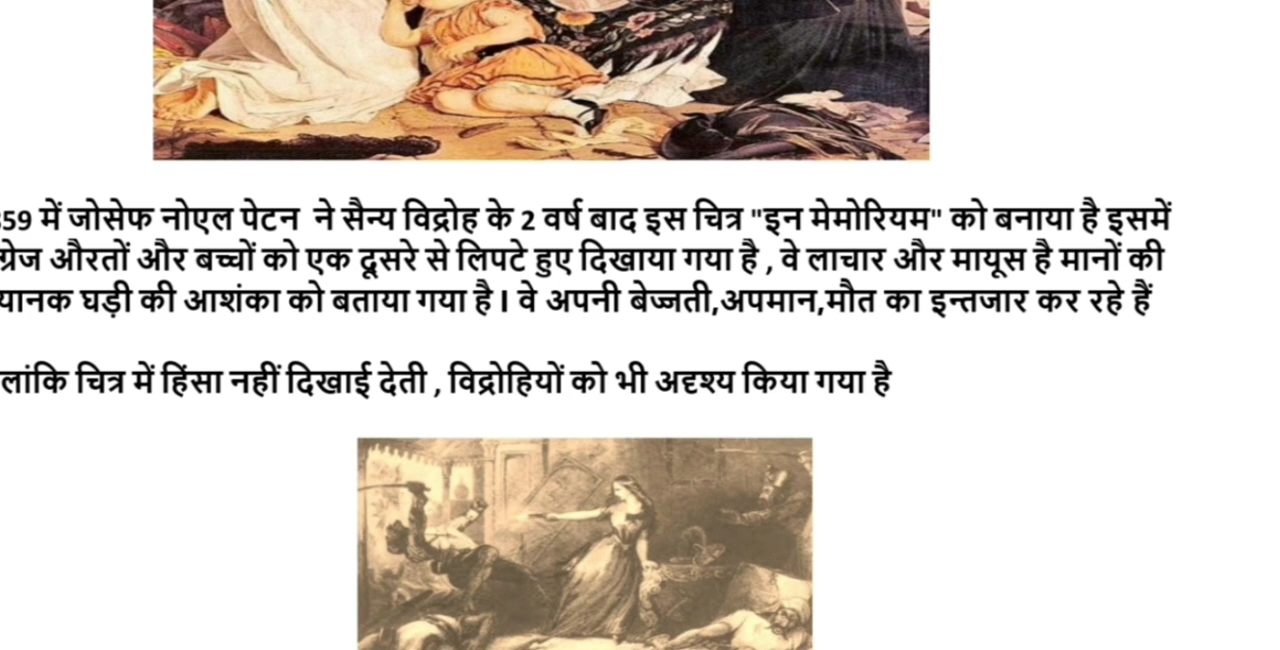 59 में जोसेफ नोएल पेटन ने सैन्य विद्रोह के 2 वर्ष बाद इस चित्र "इन मेमोरियम" को बनाया है इसमें
ग्रेज औरतों और बच्चों को एक दूसरे से लिपटे हुए दिखाया गया है , वे लाचार और मायूस है मानों की
यानक घड़ी की आशंका को बताया गया है I वे अपनी बेज्जती,अपमान,मौत का इन्तजार कर रहे हैं
लांकि चित्र में हिंसा नहीं दिखाई देती , विद्रोहियों को भी अदृश्य किया गया है